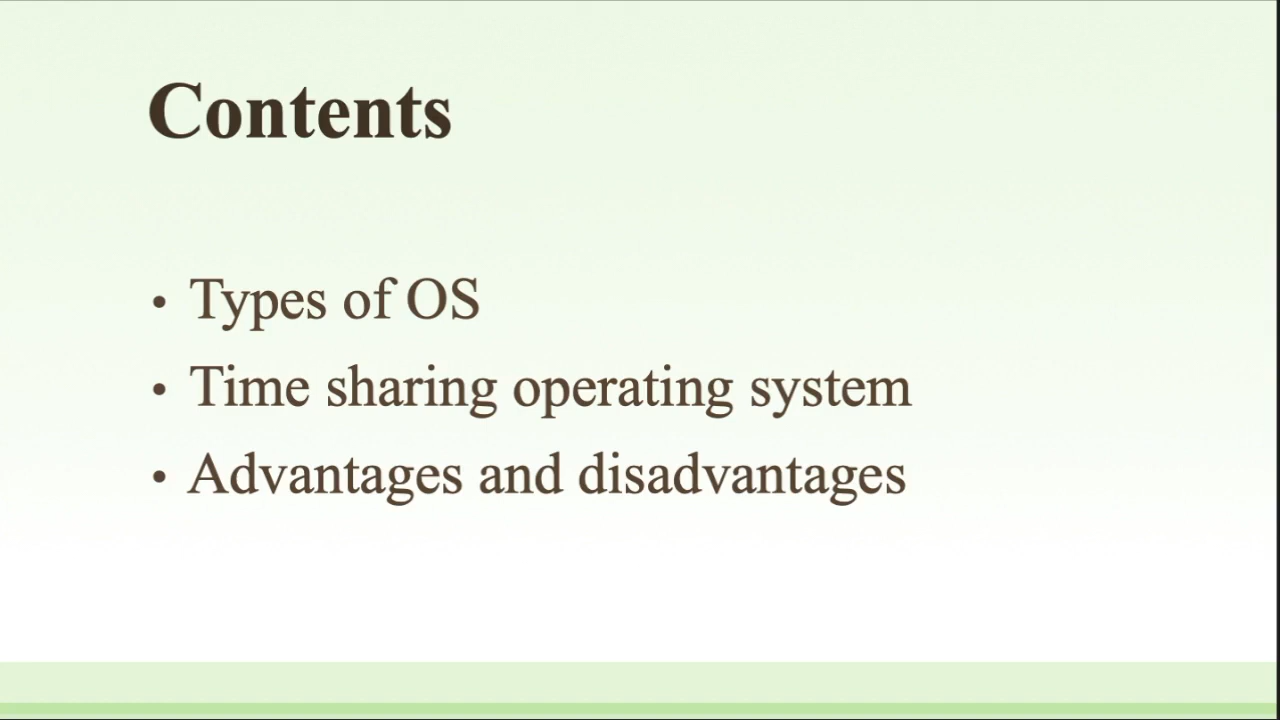 Contents
• Types of OS
• Time sharing operating system
• Advantages and disadvantages